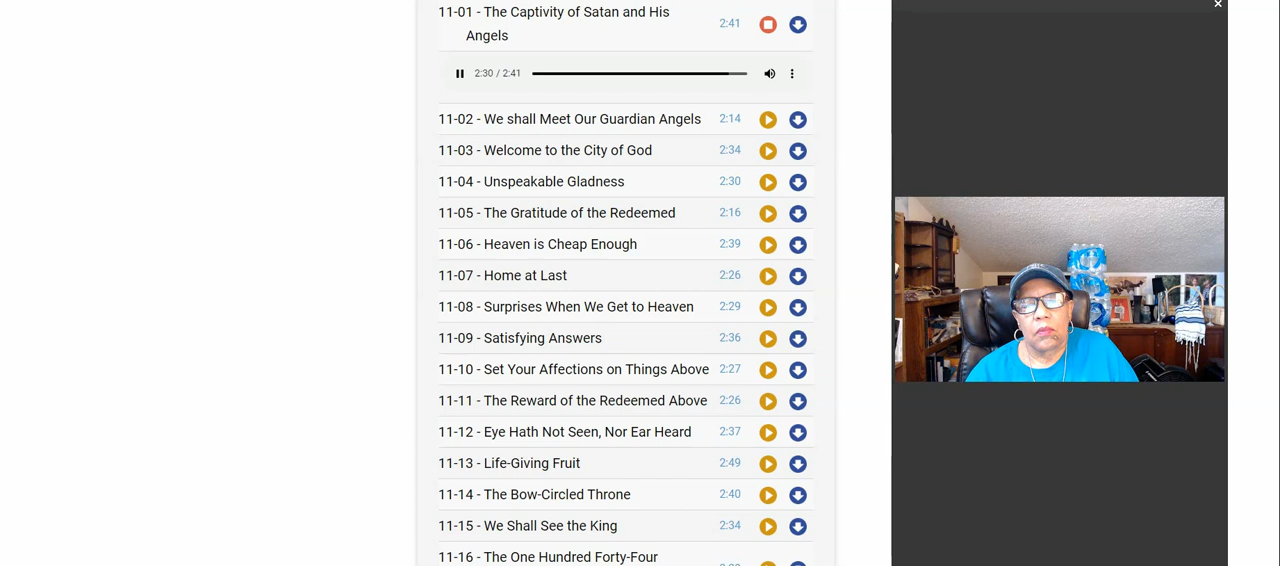 11-01 - The Captivity of Satan and His
Angels
2:41
2:30 / 2:41
11-02 - We shall Meet Our Guardian Angels 2:14
11-03 - Welcome to the City of God 2:34
11-04 - Unspeakable Gladness 2:30
11-05 - The Gratitude of the Redeemed 2:16
11-06 - Heaven is Cheap Enough 2:39
11-07 - Home at Last 2:26
11-08 - Surprises When We Get to Heaven 2:29
11-09 - Satisfying Answers 2:36
11-10 - Set Your Affections on Things Above 2:27
11-11 - The Reward of the Redeemed Above 2:26
11-12 - Eye Hath Not Seen, Nor Ear Heard 2:37
11-13 - Life-Giving Fruit 2:49
11-14 - The Bow-Circled Throne 2:40
11-15 - We Shall See the King 2:34
11-16 - The One Hundred Forty-Four